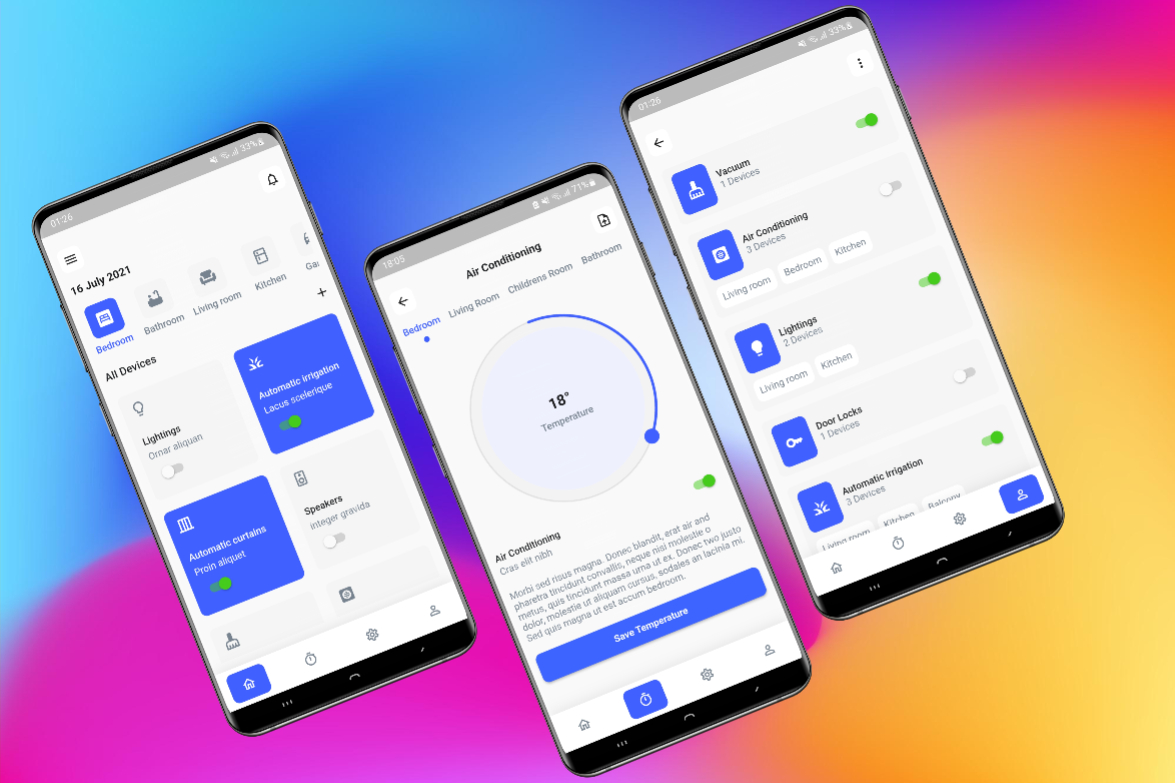 01:26
33%
16 July 2021
Bedroom
Bathroom
Living room
Kitchen
Ga
All Devices
Lightings
Ornar aliquan
Automatic irrigation
Lacus scelerique
Automatic curtains
Proin aliquet
Speakers
integer gravida
18:05
71%
Air Conditioning
Bedroom
Living Room
Childrens Room
Bathroom
18°
Temperature
Air Conditioning
Cras elit nibh
Morbi sed risus magna. Donec blandit, erat air and
pharetra tincidunt convallis, neque nisi molestie o
metus, quis tincidunt massa urna ut ex. Donec two justo
dolor, molestie ut aliquam cursus, sodales an lacinia mi.
Sed quis magna ut est accum bedroom.
Save Temperature
01:26
33%
Vacuum
1 Devices
Air Conditioning
3 Devices
Living room
Bedroom
Kitchen
Lightings
2 Devices
Living room
Kitchen
Door Locks
1 Devices
Automatic Irrigation
3 Devices
Living room
Kitchen
Balcony